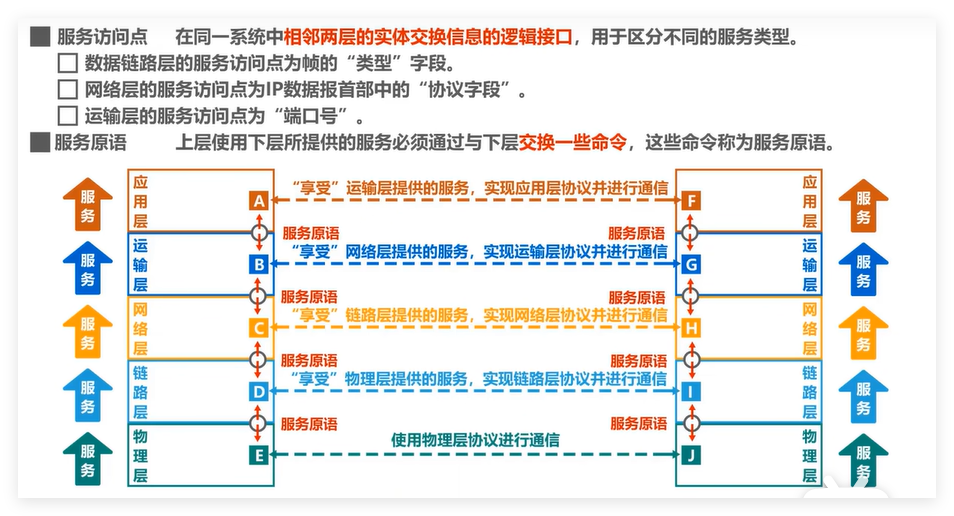 服务访问点 在同一系统中相邻两层的实体交换信息的逻辑接口，用于区分不同的服务类型。
数据链路层的服务访问点为帧的“类型”字段。
网络层的服务访问点为IP数据报首部中的“协议字段”。
运输层的服务访问点为“端口号”。
服务原语 上层使用下层所提供的服务必须通过与下层交换一些命令，这些命令称为服务原语。
服务 应用层 A “享受”运输层提供的服务，实现应用层协议并进行通信 F 应用层 服务
服务原语 服务原语
服务 运输层 B “享受”网络层提供的服务，实现运输层协议并进行通信 G 运输层 服务
服务原语 服务原语
服务 网络层 C “享受”链路层提供的服务，实现网络层协议并进行通信 H 网络层 服务
服务原语 服务原语
服务 链路层 D “享受”物理层提供的服务，实现链路层协议并进行通信 I 链路层 服务
服务原语 服务原语
服务 物理层 E 使用物理层协议进行通信 J 物理层 服务